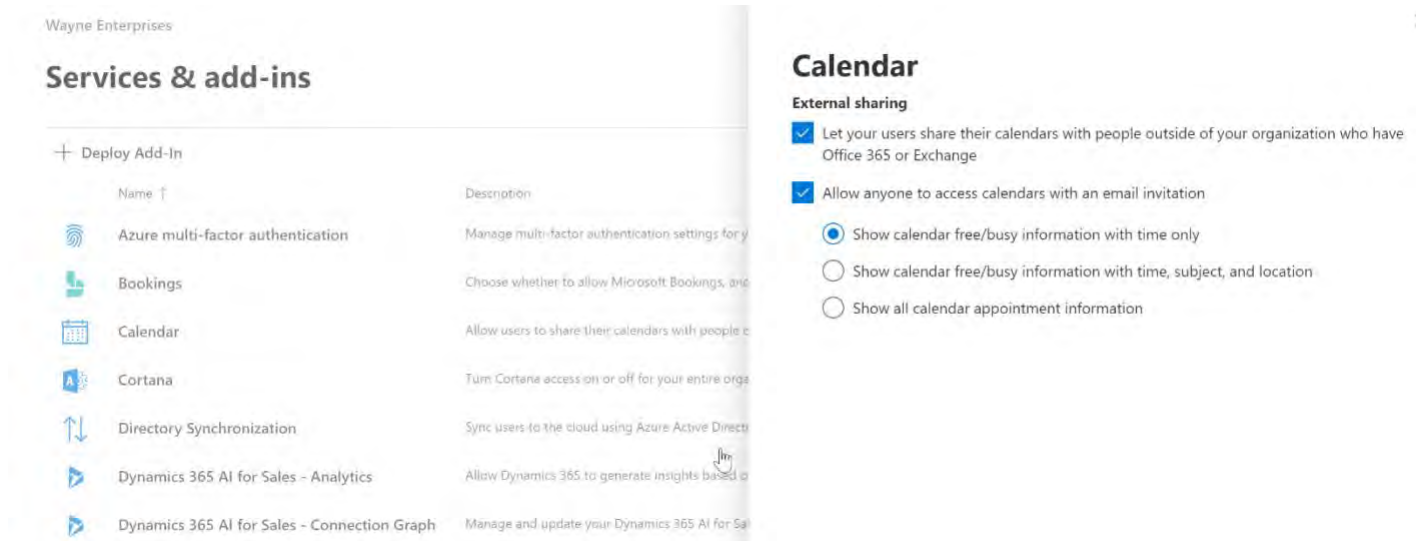 Wayne Enterprises
Services & add-ins
+ Deploy Add-In
Name ↑ Description
Azure multi-factor authentication Manage multi-factor authentication settings for y
Bookings Choose whether to allow Microsoft Bookings, and
Calendar Allow users to share their calendars with people
Cortana Turn Cortana access on or off for your entire orga
Directory Synchronization Sync users to the cloud using Azure Active Direct
Dynamics 365 AI for Sales - Analytics Allow Dynamics 365 to generate insights based o
Dynamics 365 AI for Sales - Connection Graph Manage and update your Dynamics 365 AI for Sal
Calendar
External sharing
Let your users share their calendars with people outside of your organization who have
Office 365 or Exchange
Allow anyone to access calendars with an email invitation
Show calendar free/busy information with time only
Show calendar free/busy information with time, subject, and location
Show all calendar appointment information